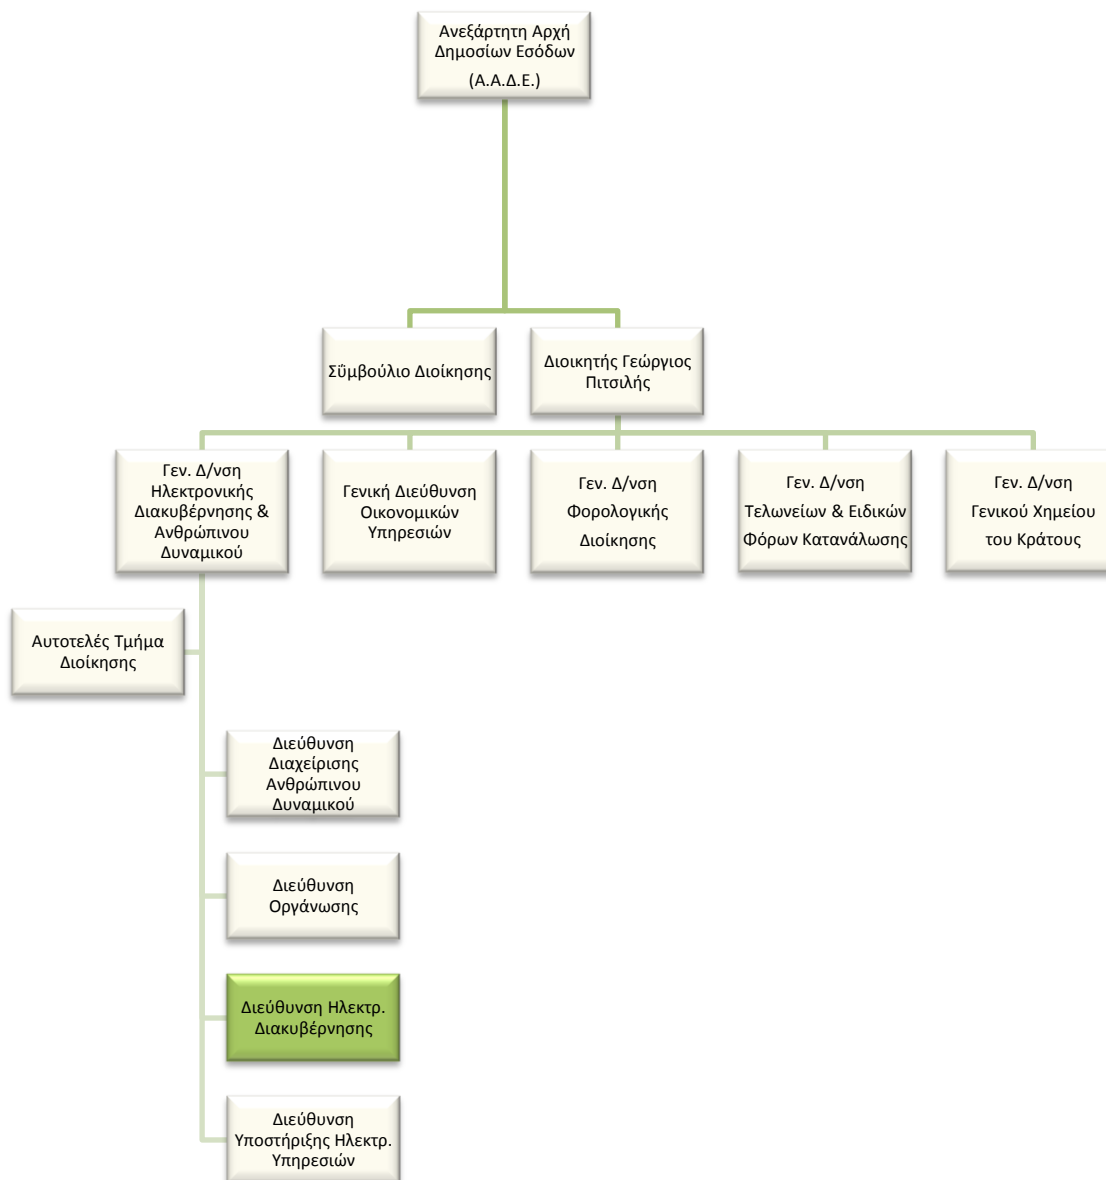 Ανεξάρτητη Αρχή
Δημοσίων Εσόδων
(Α.Α.Δ.Ε.)
Σΰμβούλιο Διοίκησης
Διοικητής Γεώργιος
Πιτσιλής
Γεν. Δ/νση
Ηλεκτρονικής
Διακυβέρνησης &
Ανθρώπινου
Δυναμικού
Γενική Διεύθυνση
Οικονομικών
Υπηρεσιών
Γεν. Δ/νση
Φορολογικής
Διοίκησης
Γεν. Δ/νση
Τελωνείων & Ειδικών
Φόρων Κατανάλωσης
Γεν. Δ/νση
Γενικού Χημείου
του Κράτους
Αυτοτελές Τμήμα
Διοίκησης
Διεύθυνση
Διαχείρισης
Ανθρώπινου
Δυναμικού
Διεύθυνση
Οργάνωσης
Διεύθυνση Ηλεκτρ.
Διακυβέρνησης
Διεύθυνση
Υποστήριξης Ηλεκτρ.
Υπηρεσιών